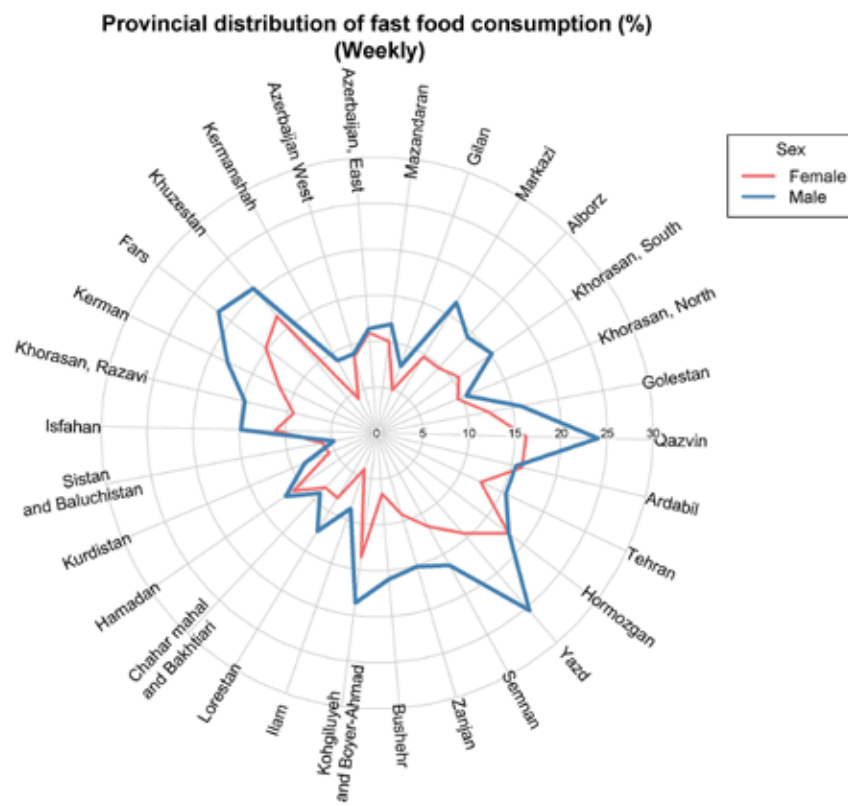 Provincial distribution of fast food consumption (%)
(Weekly)
Sex
Female
Male
Azerbaijan, East
Mazandaran
Gilan
Markazi
Alborz
Khorasan, South
Khorasan, North
Golestan
Qazvin
Ardabil
Tehran
Hormozgan
Yazd
Semnan
Zanjan
Bushehr
Kohgiluyeh
and Boyer-Ahmad
Ilam
Lorestan
Chahar mahal
and Bakhtiari
Hamadan
Kurdistan
Sistan
and Baluchistan
Isfahan
Khorasan, Razavi
Kerman
Fars
Khuzestan
Kermanshah
Azerbaijan West
0 5 10 15 20 25 30